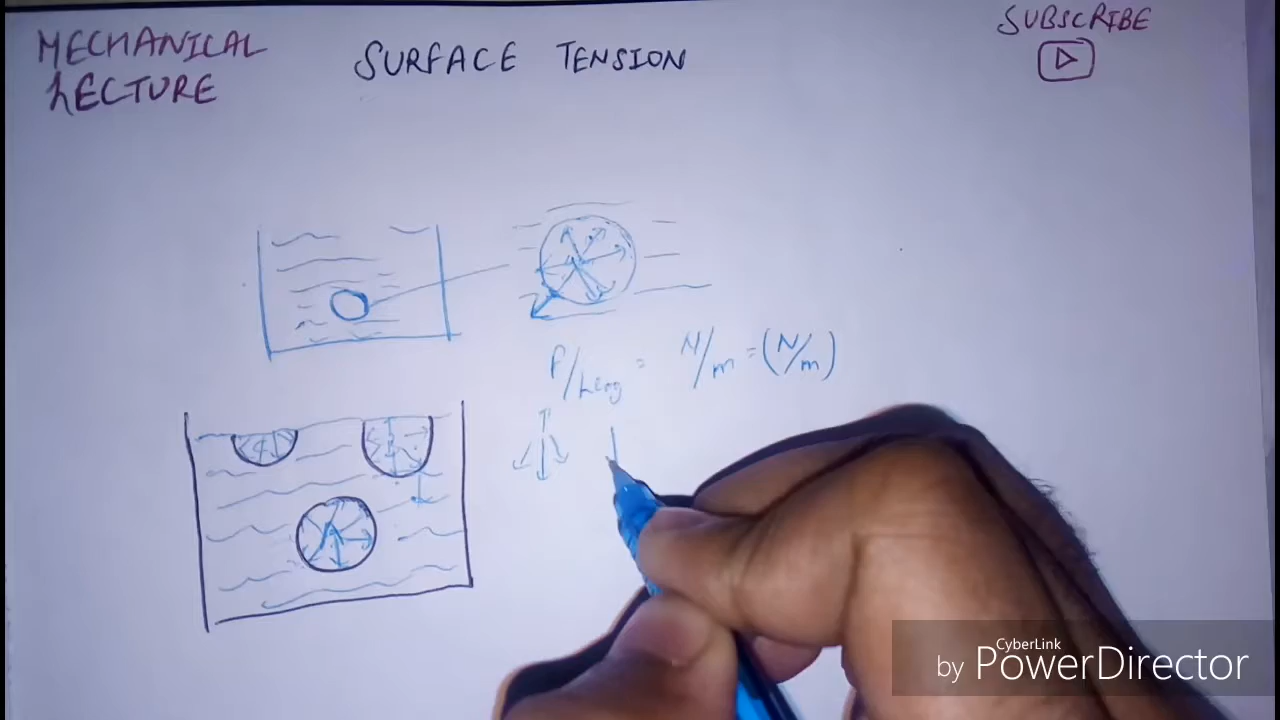 MECHANICAL
LECTURE
SURFACE TENSION
SUBSCRIBE
P/Leng = N/m = (N/m)
CyberLink
by PowerDirector